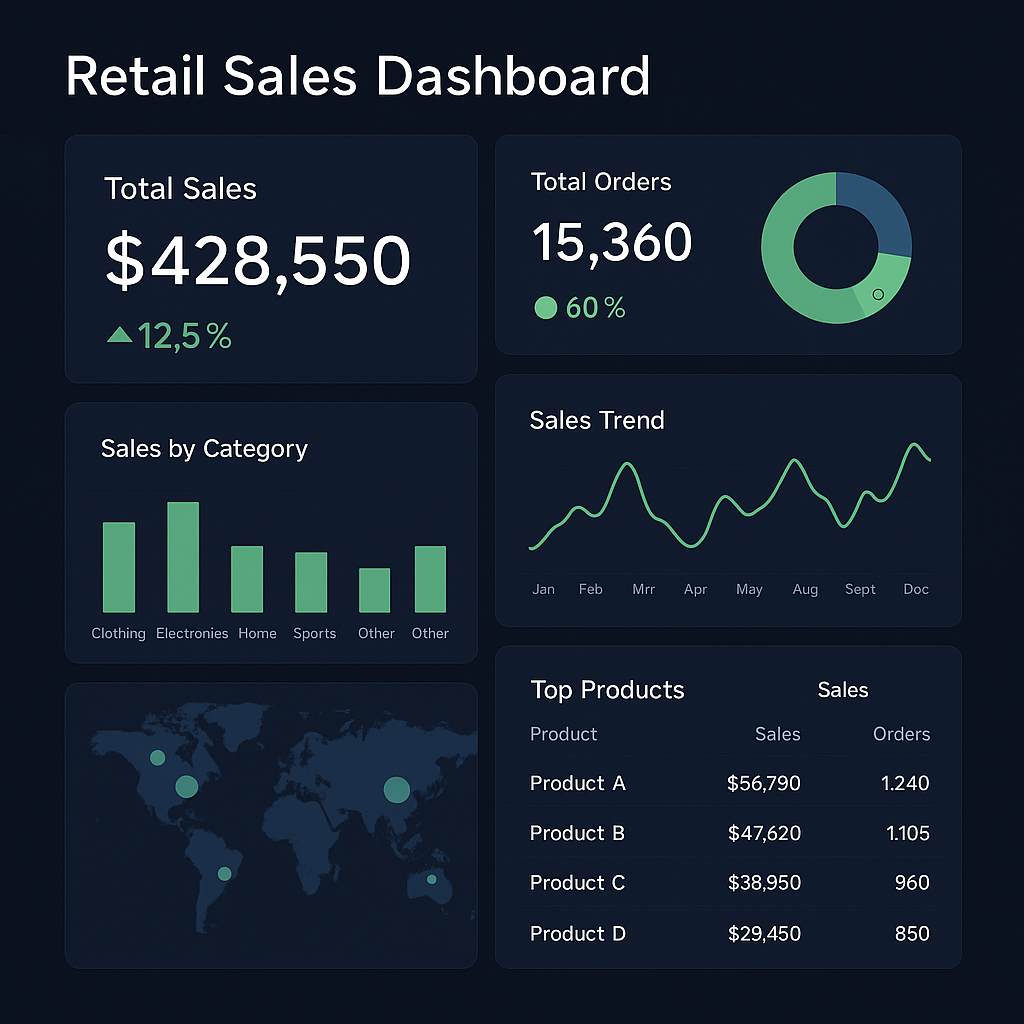 Retail Sales Dashboard
Total Sales
$428,550
12,5%
Total Orders
15,360
60%
Sales by Category
Clothing Electronies Home Sports Other Other
Sales Trend
Jan Feb Mrr Apr May Aug Sept Doc
Top Products Sales
Product Sales Orders
Product A $56,790 1.240
Product B $47,620 1.105
Product C $38,950 960
Product D $29,450 850